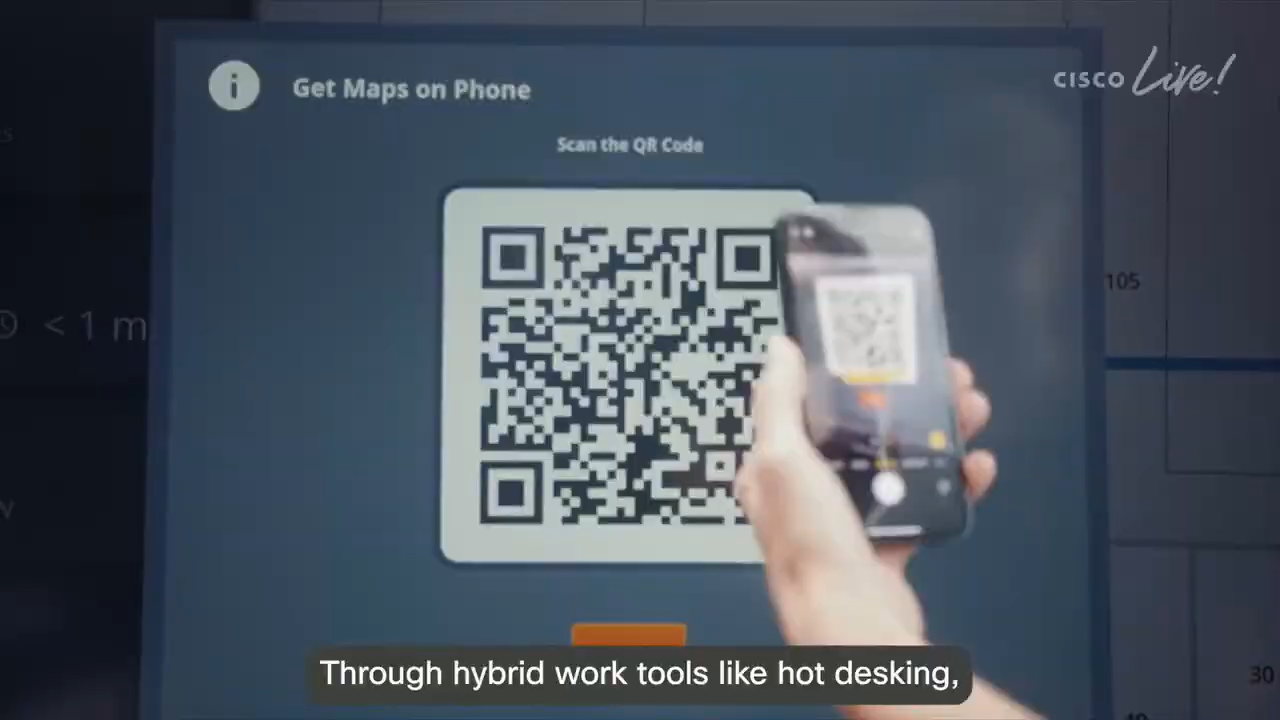 CISCO Live!
i Get Maps on Phone
Scan the QR Code
105
< 1 m
30
Through hybrid work tools like hot desking,